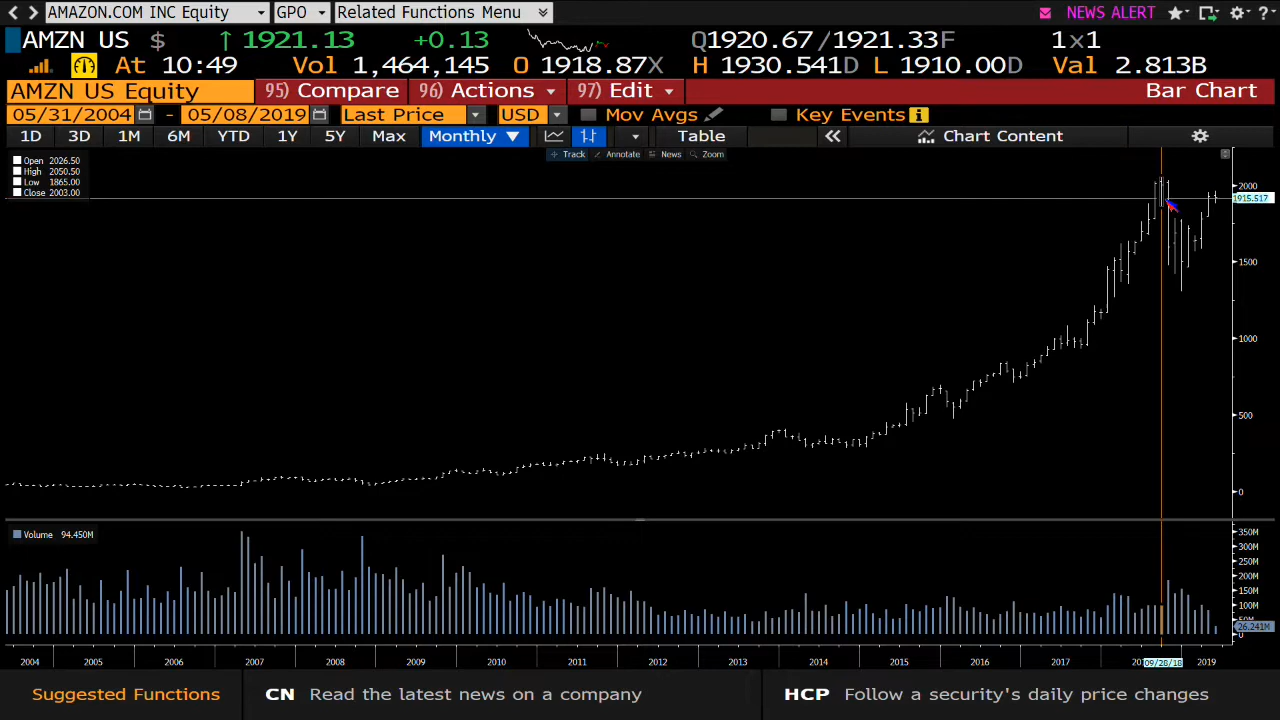 AMAZON.COM INC Equity GPO Related Functions Menu NEWS ALERT ?
AMZN US $ ↑ 1921.13 +0.13 Q1920.67/1921.33F 1x1
At 10:49 Vol 1,464,145 O 1918.87X H 1930.541D L 1910.00D Val 2.813B
AMZN US Equity 95) Compare 96) Actions 97) Edit Bar Chart
05/31/2004 - 05/08/2019 Last Price USD Mov Avgs Key Events
1D 3D 1M 6M YTD 1Y 5Y Max Monthly ▼ Table « Chart Content
Track Annotate News Zoom
Open 2026.50
High 2050.50
Low 1865.00
Close 2003.00
2000
1915.517
1500
1000
500
0
Volume 94.450M
350M
300M
250M
200M
150M
100M
26.241M
0
2004 2005 2006 2007 2008 2009 2010 2011 2012 2013 2014 2015 2016 2017 09/28/18 2019
Suggested Functions CN Read the latest news on a company HCP Follow a security's daily price changes